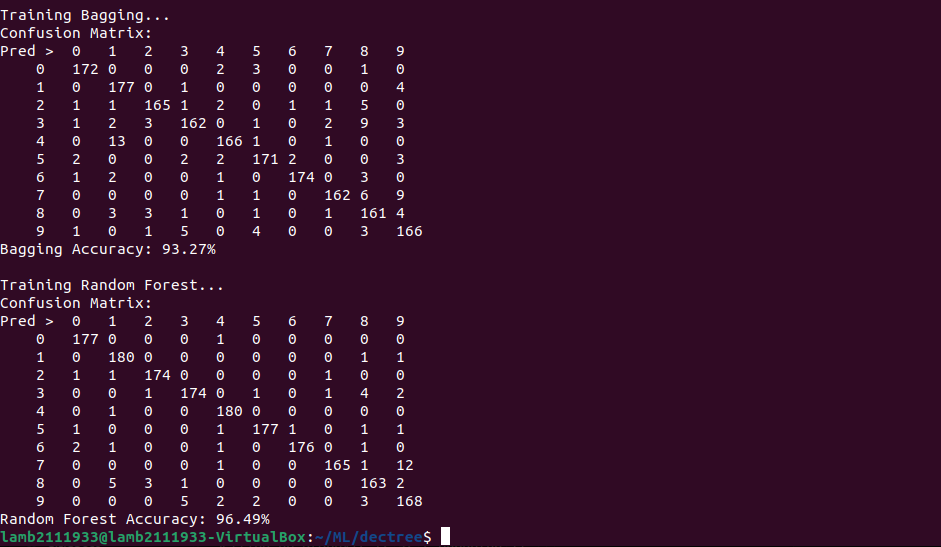 Training Bagging...
Confusion Matrix:
Pred >  0   1   2   3   4   5   6   7   8   9
    0   172 0   0   0   2   3   0   0   1   0
    1   0   177 0   1   0   0   0   0   0   4
    2   1   1   165 1   2   0   1   1   5   0
    3   1   2   3   162 0   1   0   2   9   3
    4   0   13  0   0   166 1   0   1   0   0
    5   2   0   0   2   2   171 2   0   0   3
    6   1   2   0   0   1   0   174 0   3   0
    7   0   0   0   0   1   1   0   162 6   9
    8   0   3   3   1   0   1   0   1   161 4
    9   1   0   1   5   0   4   0   0   3   166
Bagging Accuracy: 93.27%

Training Random Forest...
Confusion Matrix:
Pred >  0   1   2   3   4   5   6   7   8   9
    0   177 0   0   0   1   0   0   0   0   0
    1   0   180 0   0   0   0   0   0   1   1
    2   1   1   174 0   0   0   0   1   0   0
    3   0   0   1   174 0   1   0   1   4   2
    4   0   1   0   0   180 0   0   0   0   0
    5   1   0   0   0   1   177 1   0   1   1
    6   2   1   0   0   1   0   176 0   1   0
    7   0   0   0   0   1   0   0   165 1   12
    8   0   5   3   1   0   0   0   0   163 2
    9   0   0   0   5   2   2   0   0   3   168
Random Forest Accuracy: 96.49%
lamb2111933@lamb2111933-VirtualBox:~/ML/dectree$